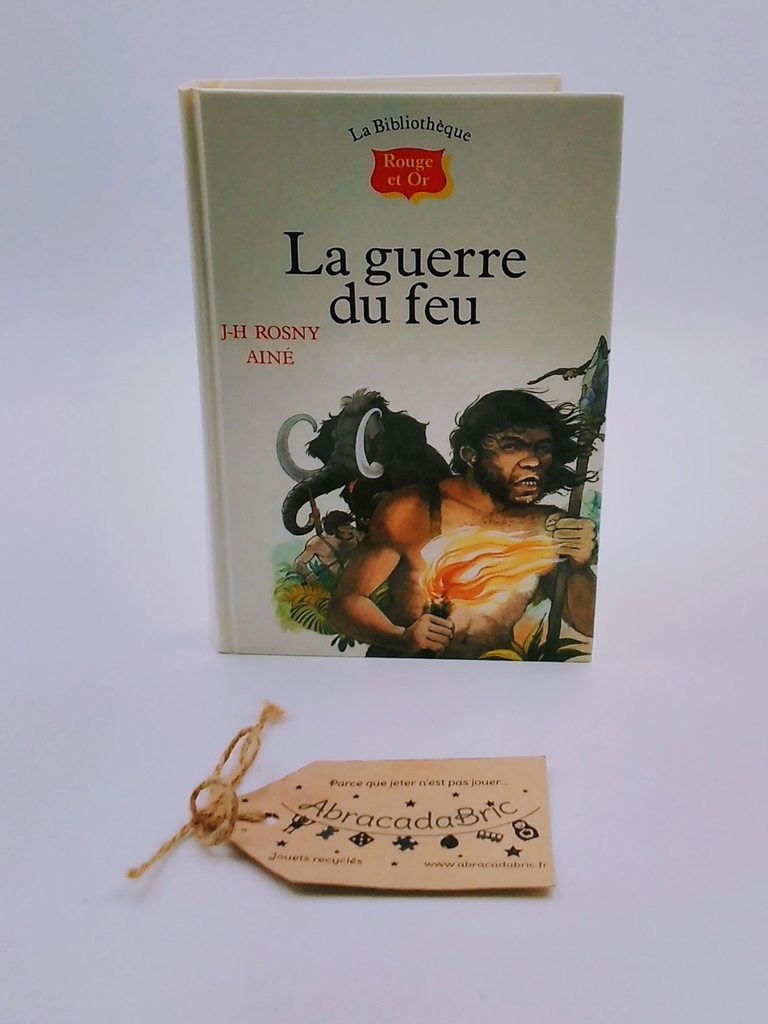 La Bibliothèque
Rouge
et Or
La guerre
du feu
J-H ROSNY
AINÉ
Parce que jeter n'est pas jouer...
AbracadaBric
Jouets recyclés
www.abracadabric.fr